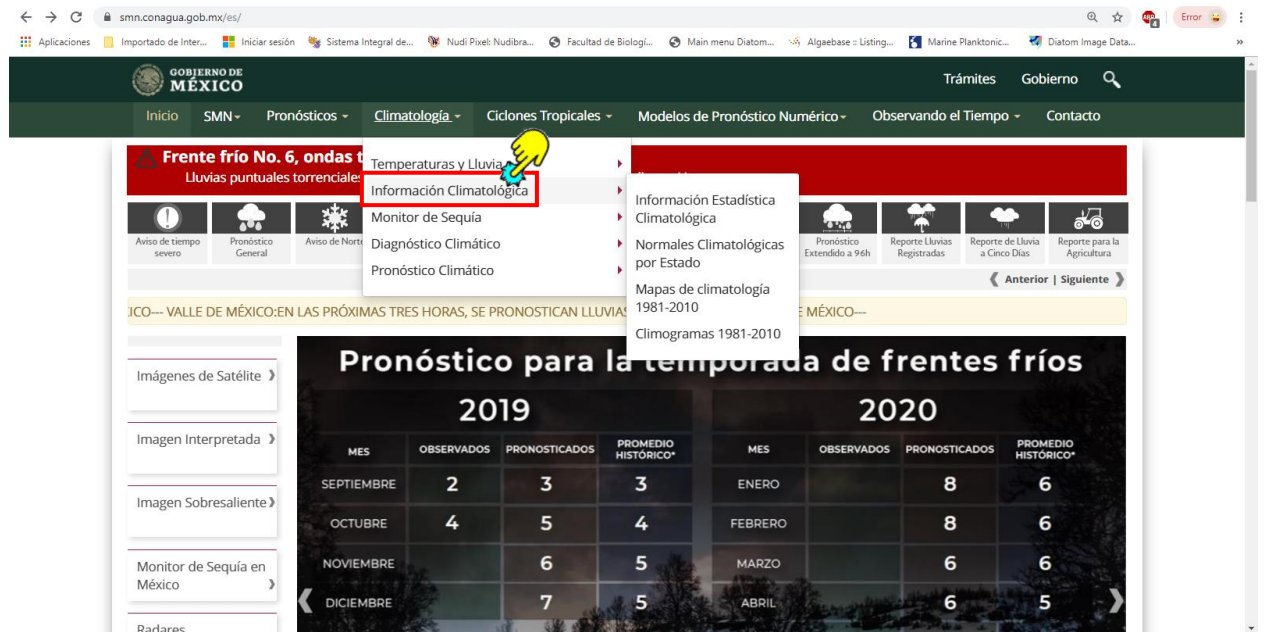 smn.conagua.gob.mx/es/
Error
Aplicaciones
Importado de Inter...
Iniciar sesión
Sistema Integral de...
Nudi Pixel: Nudibra...
Facultad de Biologí...
Main menu Diatom...
Algaebase :: Listing...
Marine Planktonic...
Diatom Image Data...
»
GOBIERNO DE
MÉXICO
Trámites
Gobierno
Inicio
SMN
Pronósticos
Climatología
Ciclones Tropicales
Modelos de Pronóstico Numérico
Observando el Tiempo
Contacto
Frente frío No. 6, ondas t
Lluvias puntuales torrenciale
Temperaturas y Lluvia
Información Climatológica
Monitor de Sequía
Diagnóstico Climático
Pronóstico Climático
Información Estadística
Climatológica
Normales Climatológicas
por Estado
Mapas de climatología
1981-2010
Climogramas 1981-2010
Aviso de tiempo
severo
Pronóstico
General
Aviso de Norte
Pronóstico
Extendido a 96h
Reporte Lluvias
Registradas
Reporte de Lluvia
a Cinco Días
Reporte para la
Agricultura
Anterior | Siguiente
ICO--- VALLE DE MÉXICO:EN LAS PRÓXIMAS TRES HORAS, SE PRONOSTICAN LLUVIAS
E MÉXICO---
Imágenes de Satélite
Imagen Interpretada
Imagen Sobresaliente
Monitor de Sequía en
México
Radares
Pronóstico para la temporada de frentes fríos
2019
2020
MES OBSERVADOS PRONOSTICADOS PROMEDIO HISTÓRICO*
SEPTIEMBRE 2 3 3
OCTUBRE 4 5 4
NOVIEMBRE 6 5
DICIEMBRE 7 5
MES OBSERVADOS PRONOSTICADOS PROMEDIO HISTÓRICO*
ENERO 8 6
FEBRERO 8 6
MARZO 6 6
ABRIL 6 5